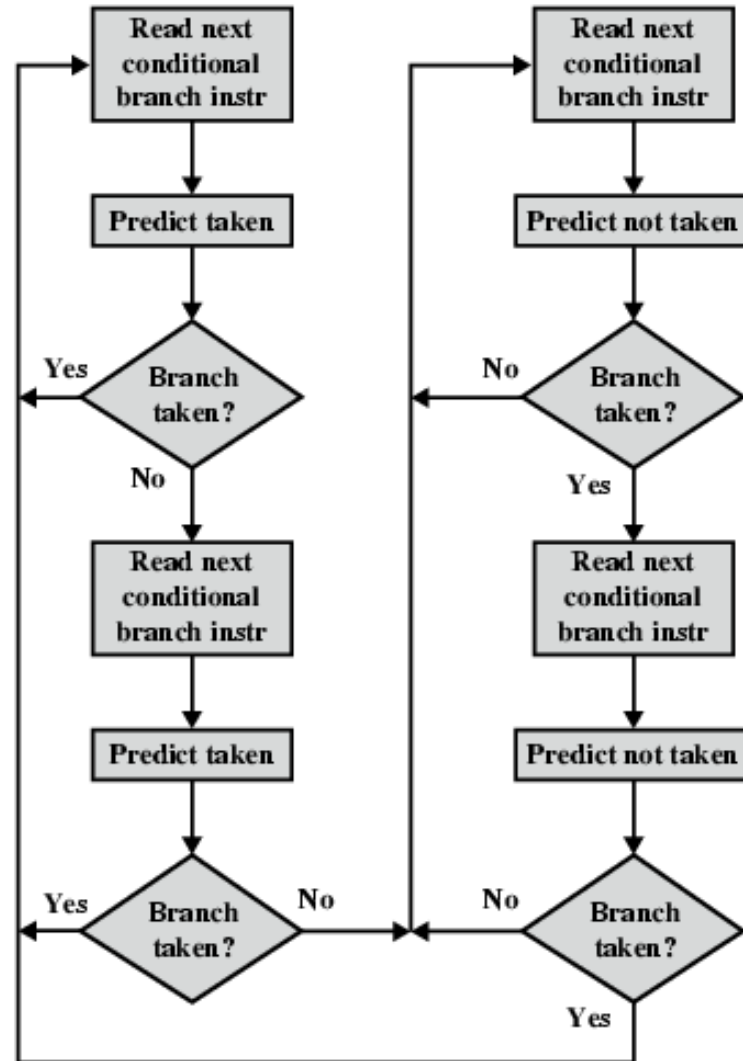 Read next
conditional
branch instr
Predict taken
Yes
Branch
taken?
No
Read next
conditional
branch instr
Predict taken
Yes
Branch
taken?
No
Read next
conditional
branch instr
Predict not taken
No
Branch
taken?
Yes
Read next
conditional
branch instr
Predict not taken
No
Branch
taken?
Yes